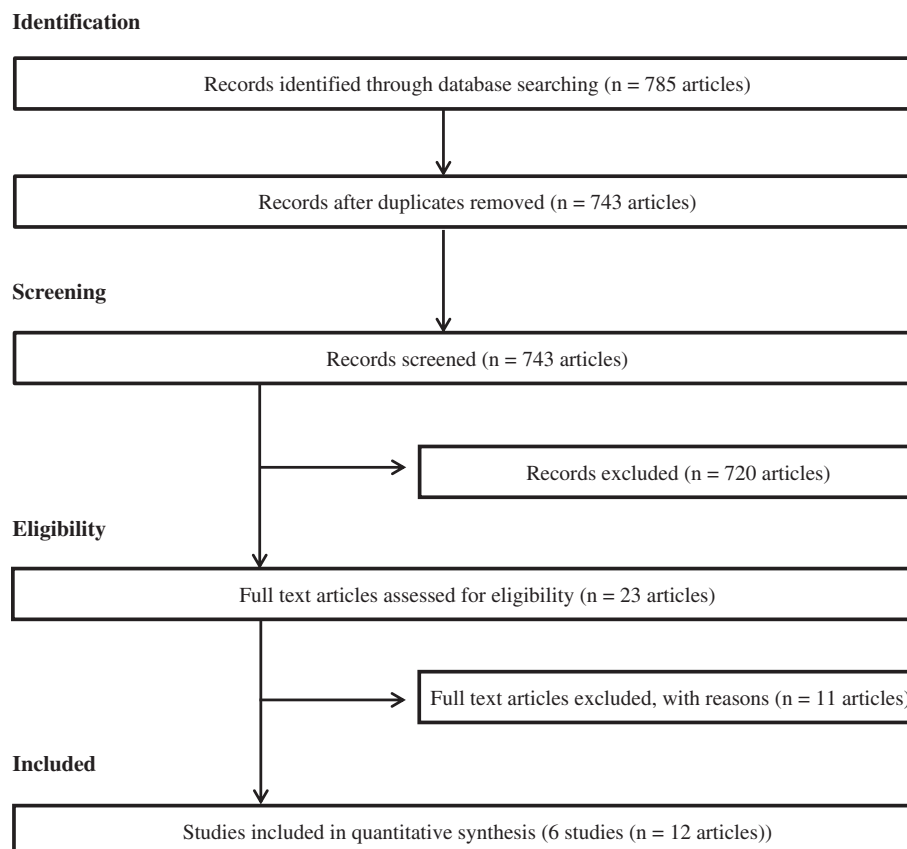 Identification
Records identified through database searching (n = 785 articles)
Records after duplicates removed (n = 743 articles)
Screening
Records screened (n = 743 articles)
Records excluded (n = 720 articles)
Eligibility
Full text articles assessed for eligibility (n = 23 articles)
Full text articles excluded, with reasons (n = 11 articles)
Included
Studies included in quantitative synthesis (6 studies (n = 12 articles))